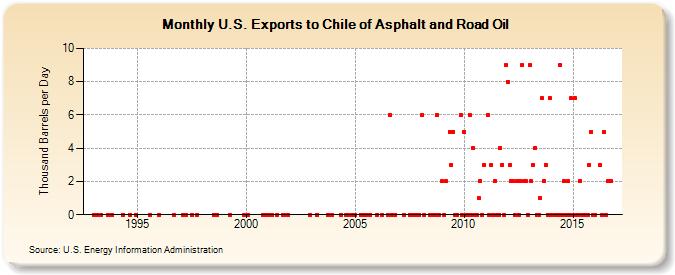 Monthly U.S. Exports to Chile of Asphalt and Road Oil
Thousand Barrels per Day
10
8
6
4
2
0
1995 2000 2005 2010 2015
Source: U.S. Energy Information Administration